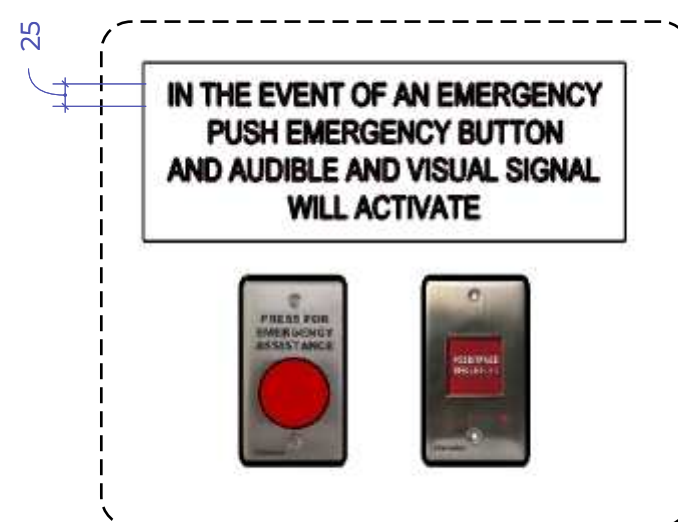 25
IN THE EVENT OF AN EMERGENCY
PUSH EMERGENCY BUTTON
AND AUDIBLE AND VISUAL SIGNAL
WILL ACTIVATE
PRESS FOR
EMERGENCY
ASSISTANCE